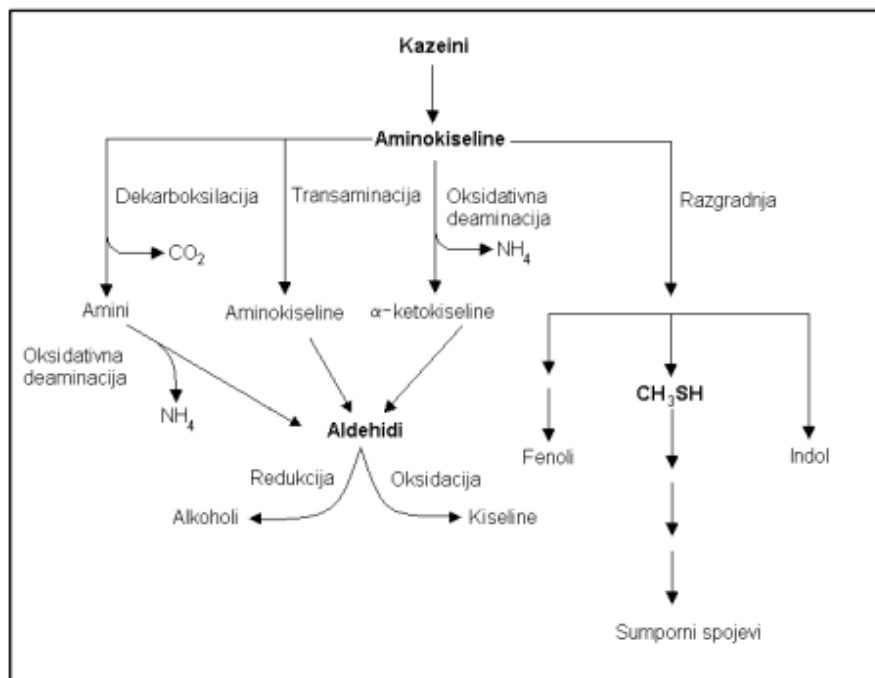 Kazeini
Aminokiseline
Dekarboksilacija
Transaminacija
Oksidativna
deaminacija
Razgradnja
CO₂
NH₄
Amini
Aminokiseline
α-ketokiseline
Oksidativna
deaminacija
NH₄
CH₃SH
Aldehidi
Fenoli
Indol
Redukcija
Oksidacija
Alkoholi
Kiseline
Sumporni spojevi